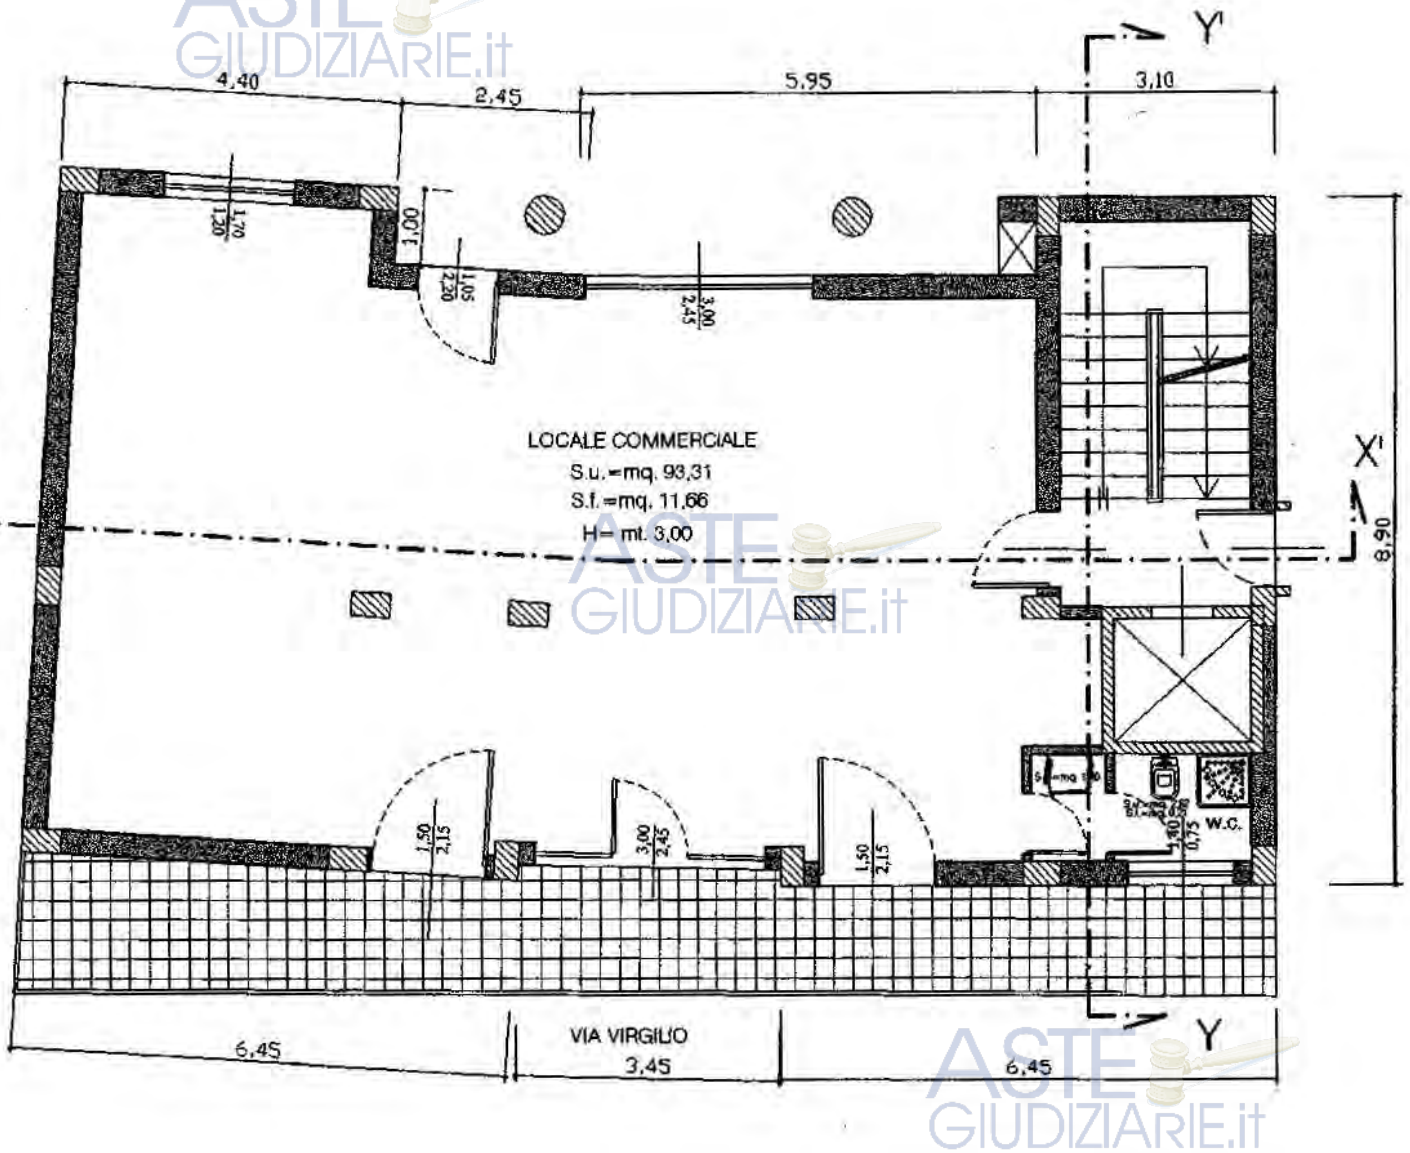 ASTE
GIUDIZIARIE.it
Y'
4,40
2,45
5,95
3,10
1,00
1,70
1,20
1,05
2,20
3,00
2,45
LOCALE COMMERCIALE
S.u.=mq. 93,31
S.f.=mq. 11,66
H= mt. 3,00
X'
8,90
ASTE
GIUDIZIARIE.it
1,50
2,15
3,00
2,45
1,50
2,15
0,75
W.C.
VIA VIRGILIO
Y
6,45
3,45
6,45
ASTE
GIUDIZIARIE.it